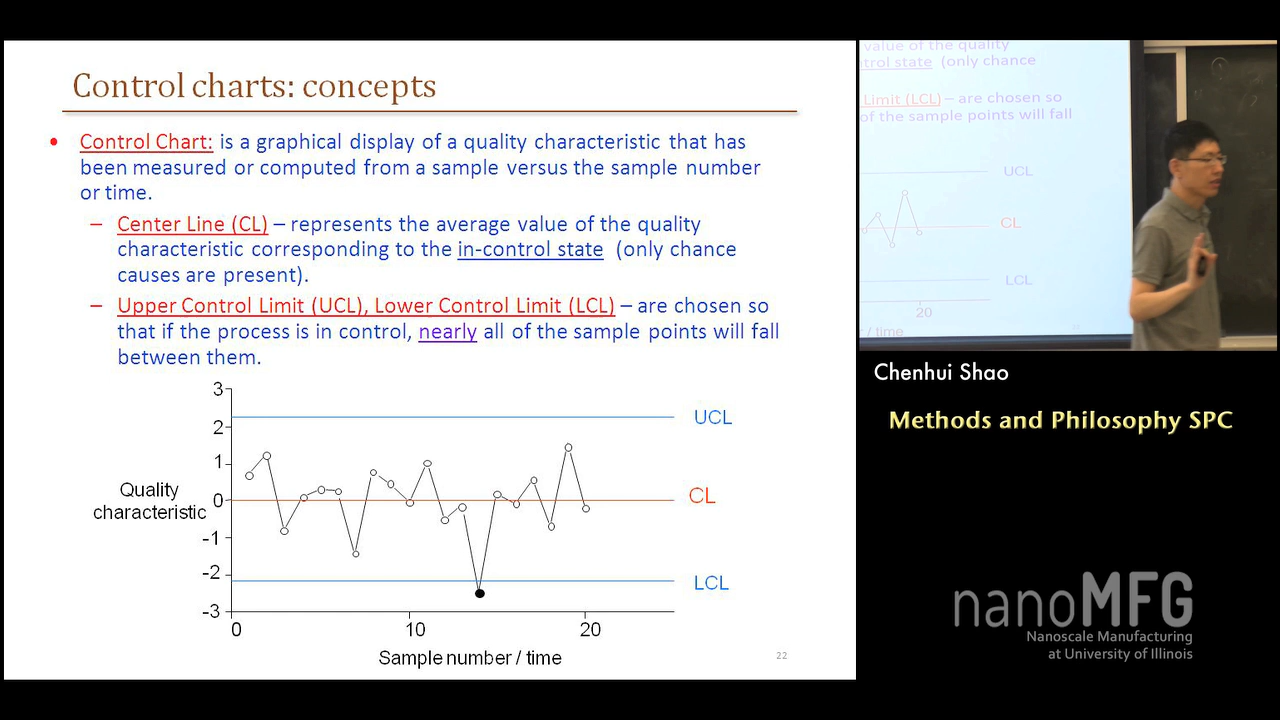 Control charts: concepts
• Control Chart: is a graphical display of a quality characteristic that has
been measured or computed from a sample versus the sample number
or time.
– Center Line (CL) – represents the average value of the quality
characteristic corresponding to the in-control state (only chance
causes are present).
– Upper Control Limit (UCL), Lower Control Limit (LCL) – are chosen so
that if the process is in control, nearly all of the sample points will fall
between them.
3
2
1
0
-1
-2
-3
Quality
characteristic
UCL
CL
LCL
0 10 20
Sample number / time
22
value of the quality
ntrol state (only chance
Limit (LCL) – are chosen so
of the sample points will fall
UCL
CL
LCL
20
/ time
Chenhui Shao
Methods and Philosophy SPC
nanoMFG
Nanoscale Manufacturing
at University of Illinois